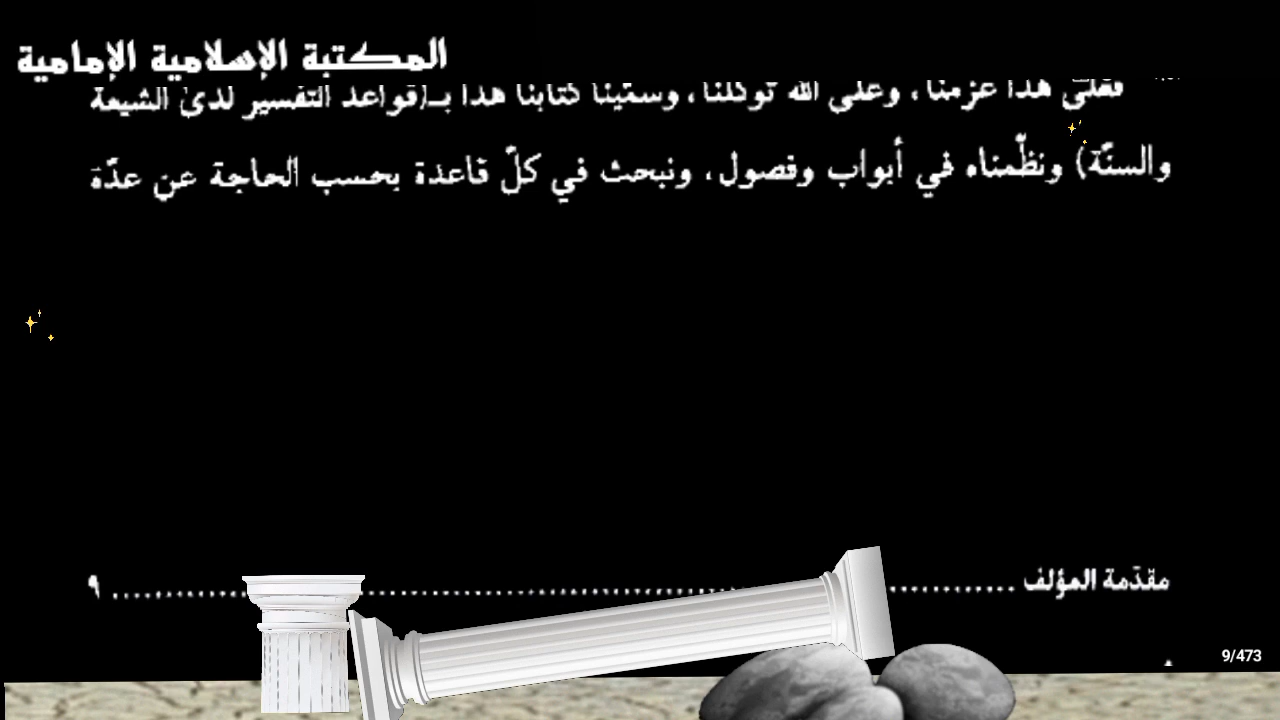 المكتبة الإسلامية الإمامية
فعلى هذا عزمنا، وعلى الله توكلنا، وسمّينا كتابنا هذا بـ(قواعد التفسير لدىٰ الشيعة
والسنّة) ونظّمناه في أبواب وفصول، ونبحث في كلّ قاعدة بحسب الحاجة عن عدّة
مقدّمة المؤلف ........................................ ٩
9/473